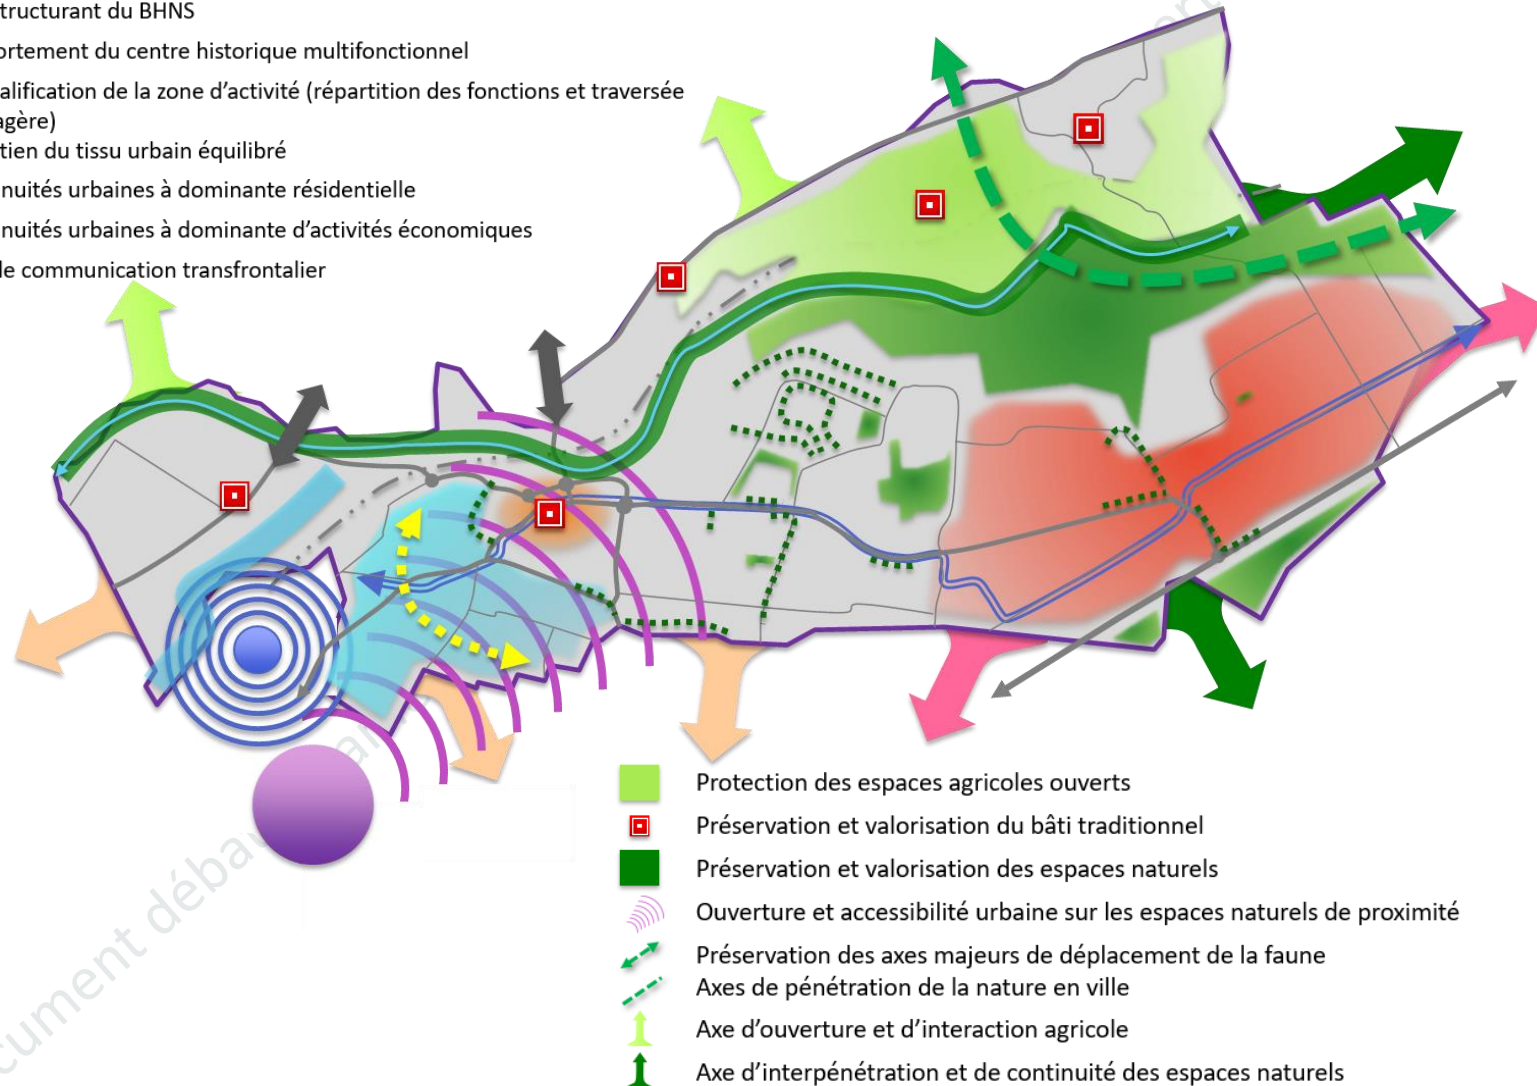 tructurant du BHNS
ortement du centre historique multifonctionnel
alification de la zone d'activité (répartition des fonctions et traversée
agère)
tien du tissu urbain équilibré
nuités urbaines à dominante résidentielle
nuités urbaines à dominante d'activités économiques
le communication transfrontalier
Protection des espaces agricoles ouverts
Préservation et valorisation du bâti traditionnel
Préservation et valorisation des espaces naturels
Ouverture et accessibilité urbaine sur les espaces naturels de proximité
Préservation des axes majeurs de déplacement de la faune
Axes de pénétration de la nature en ville
Axe d'ouverture et d'interaction agricole
Axe d'interpénétration et de continuité des espaces naturels
cument déba